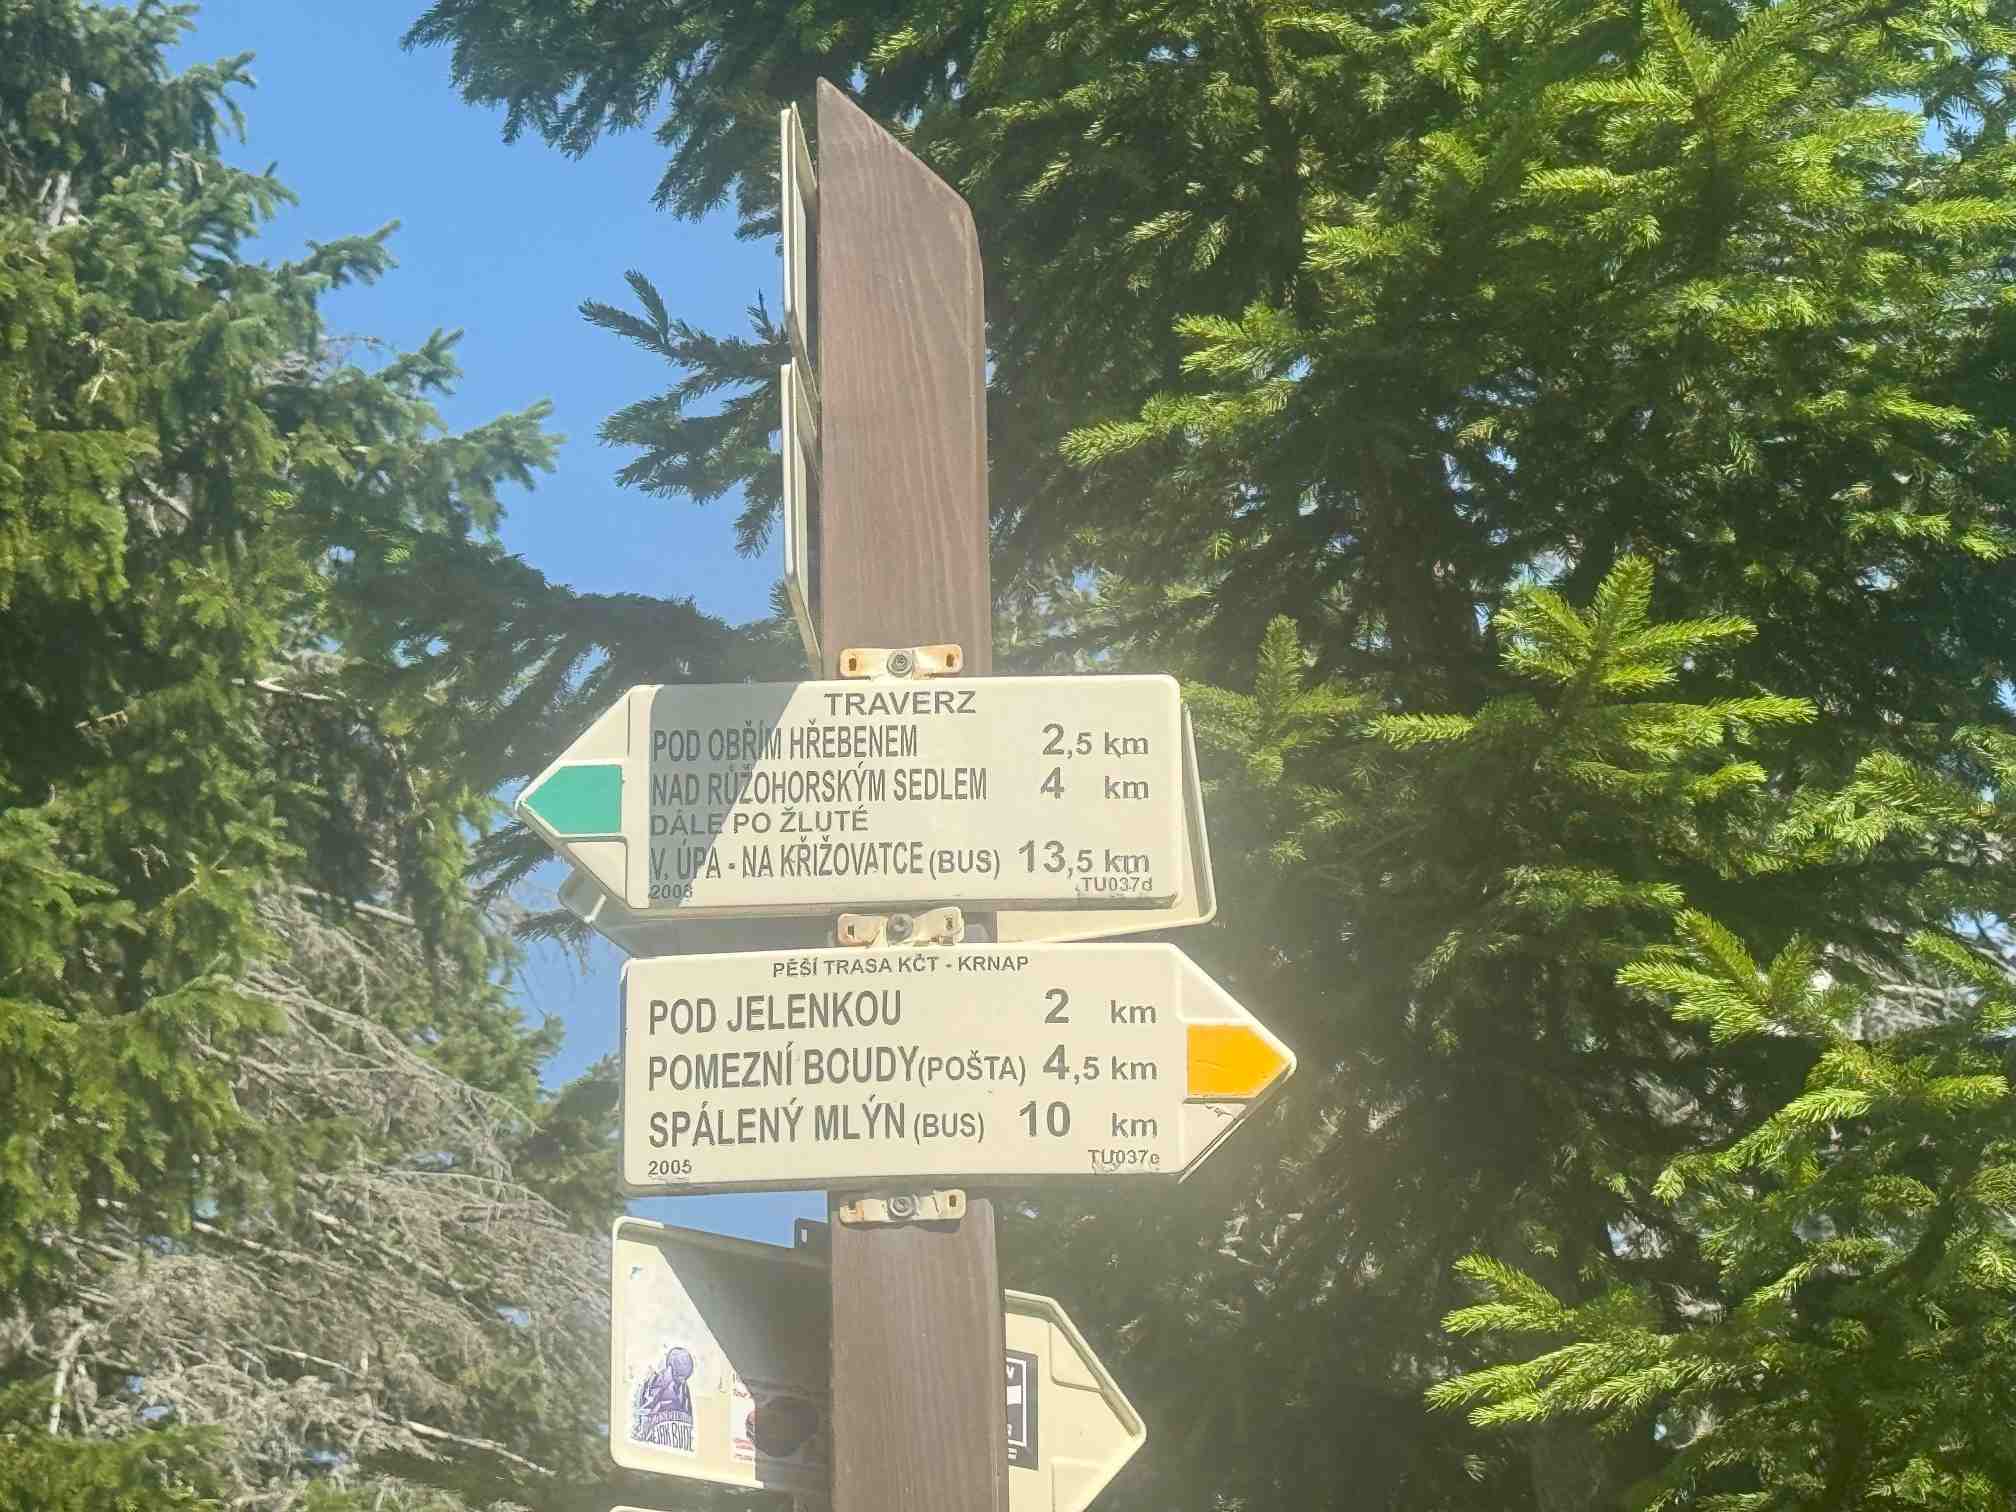 TRAVERZ
POD OBŘÍM HŘEBENEM 2,5 km
NAD RŮŽOHORSKÝM SEDLEM 4 km
DÁLE PO ŽLUTÉ
V. ÚPA - NA KŘIŽOVATCE (BUS) 13,5 km
TU037d
PĚŠÍ TRASA KČT - KRNAP
POD JELENKOU 2 km
POMEZNÍ BOUDY (POŠTA) 4,5 km
SPÁLENÝ MLÝN (BUS) 10 km
2005 TU037c